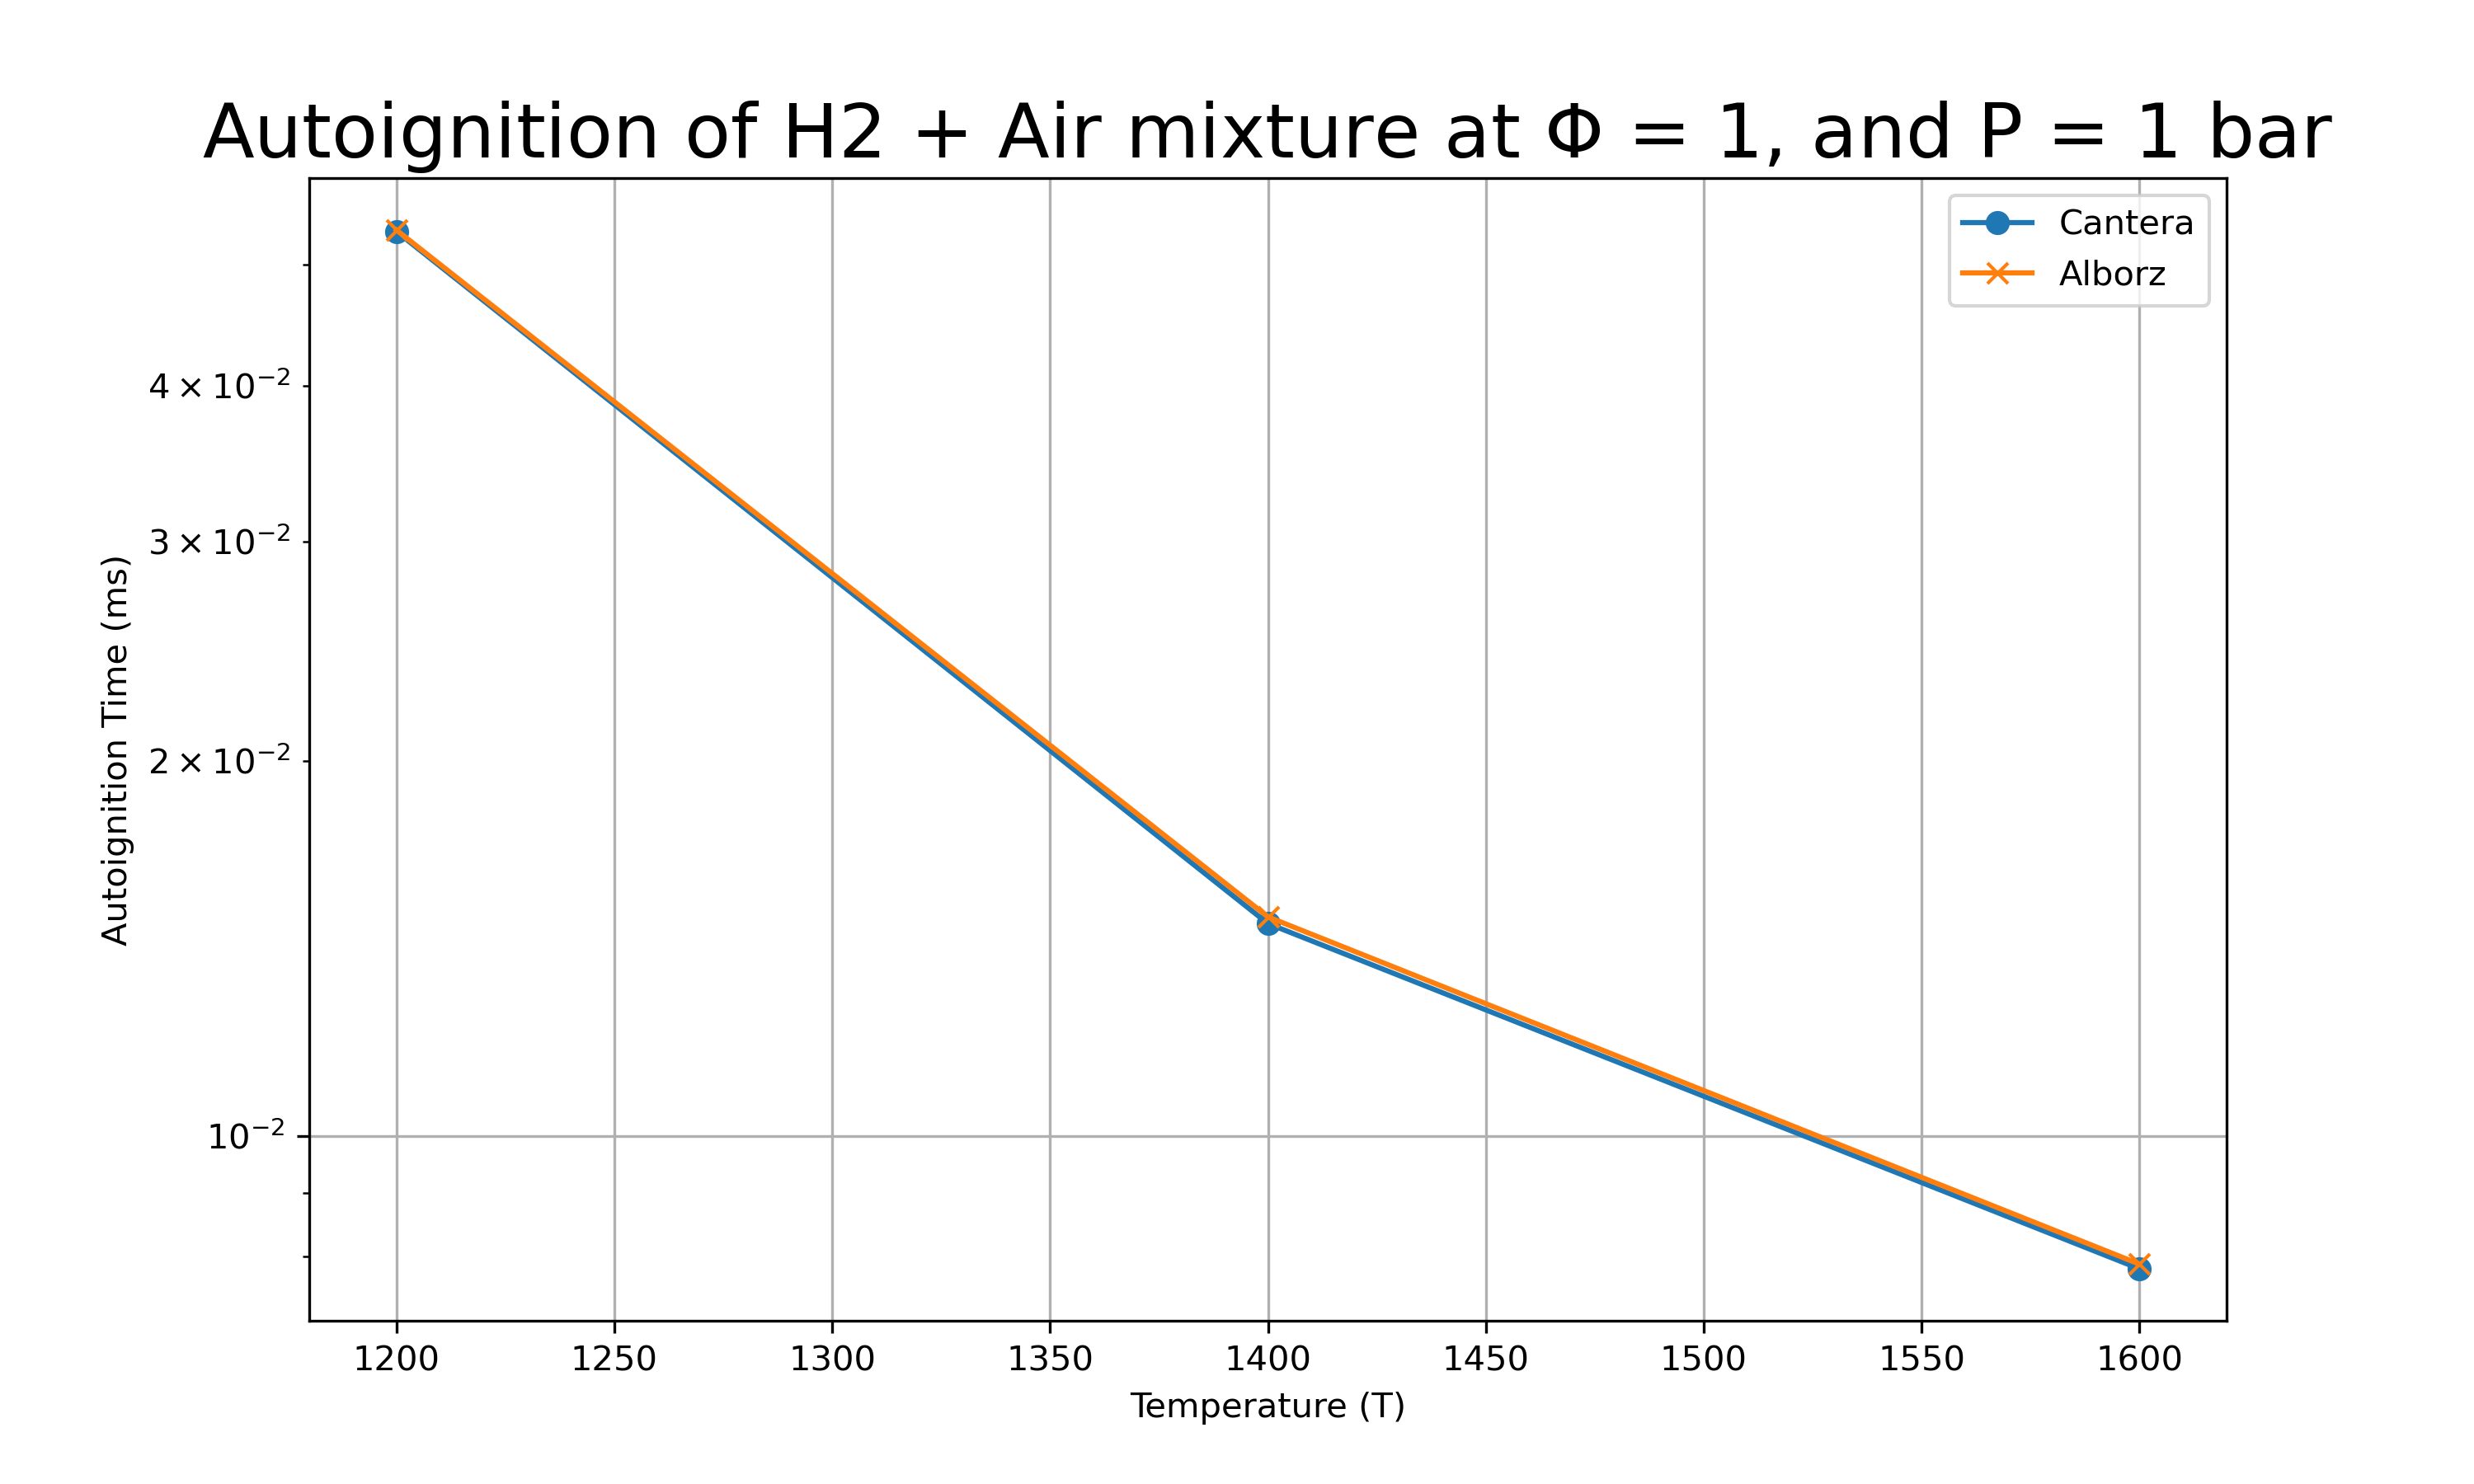 Autoignition of H2 + Air mixture at Φ = 1, and P = 1 bar
Cantera
Alborz
Autoignition Time (ms)
4 × 10⁻²
3 × 10⁻²
2 × 10⁻²
10⁻²
1200 1250 1300 1350 1400 1450 1500 1550 1600
Temperature (T)